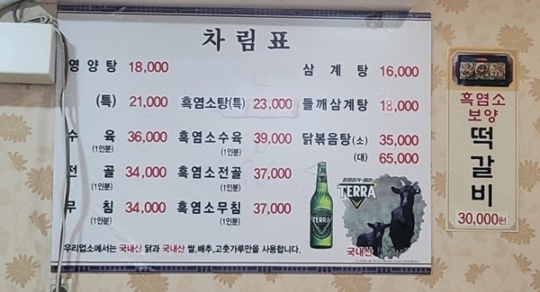 차림표
영양탕 18,000 삼계탕 16,000
(특) 21,000 흑염소탕(특) 23,000 들깨삼계탕 18,000
수육 36,000 흑염소수육 39,000 닭볶음탕(소) 35,000
(1인분) (1인분) (대) 65,000
전골 34,000 흑염소전골 37,000
(1인분) (1인분)
무침 34,000 흑염소무침 37,000
(1인분) (1인분)
TERRA
TERRA
국내산
우리업소에서는 국내산 닭과 국내산 쌀,배추,고춧가루만을 사용합니다.
흑염소
보양
떡갈비
30,000원